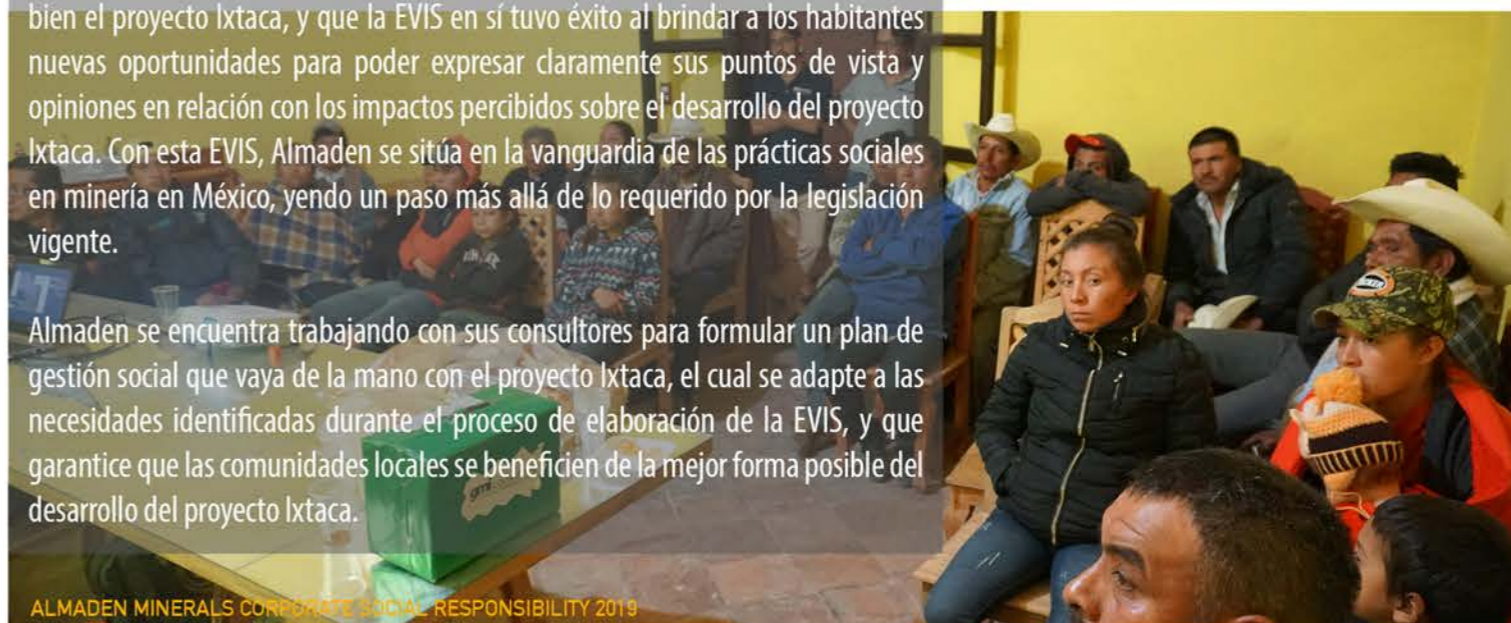 bien el proyecto Ixtaca, y que la EVIS en sí tuvo éxito al brindar a los habitantes
nuevas oportunidades para poder expresar claramente sus puntos de vista y
opiniones en relación con los impactos percibidos sobre el desarrollo del proyecto
Ixtaca. Con esta EVIS, Almaden se sitúa en la vanguardia de las prácticas sociales
en minería en México, yendo un paso más allá de lo requerido por la legislación
vigente.
Almaden se encuentra trabajando con sus consultores para formular un plan de
gestión social que vaya de la mano con el proyecto Ixtaca, el cual se adapte a las
necesidades identificadas durante el proceso de elaboración de la EVIS, y que
garantice que las comunidades locales se beneficien de la mejor forma posible del
desarrollo del proyecto Ixtaca.
ALMADEN MINERALS CORPORATE SOCIAL RESPONSIBILITY 2019